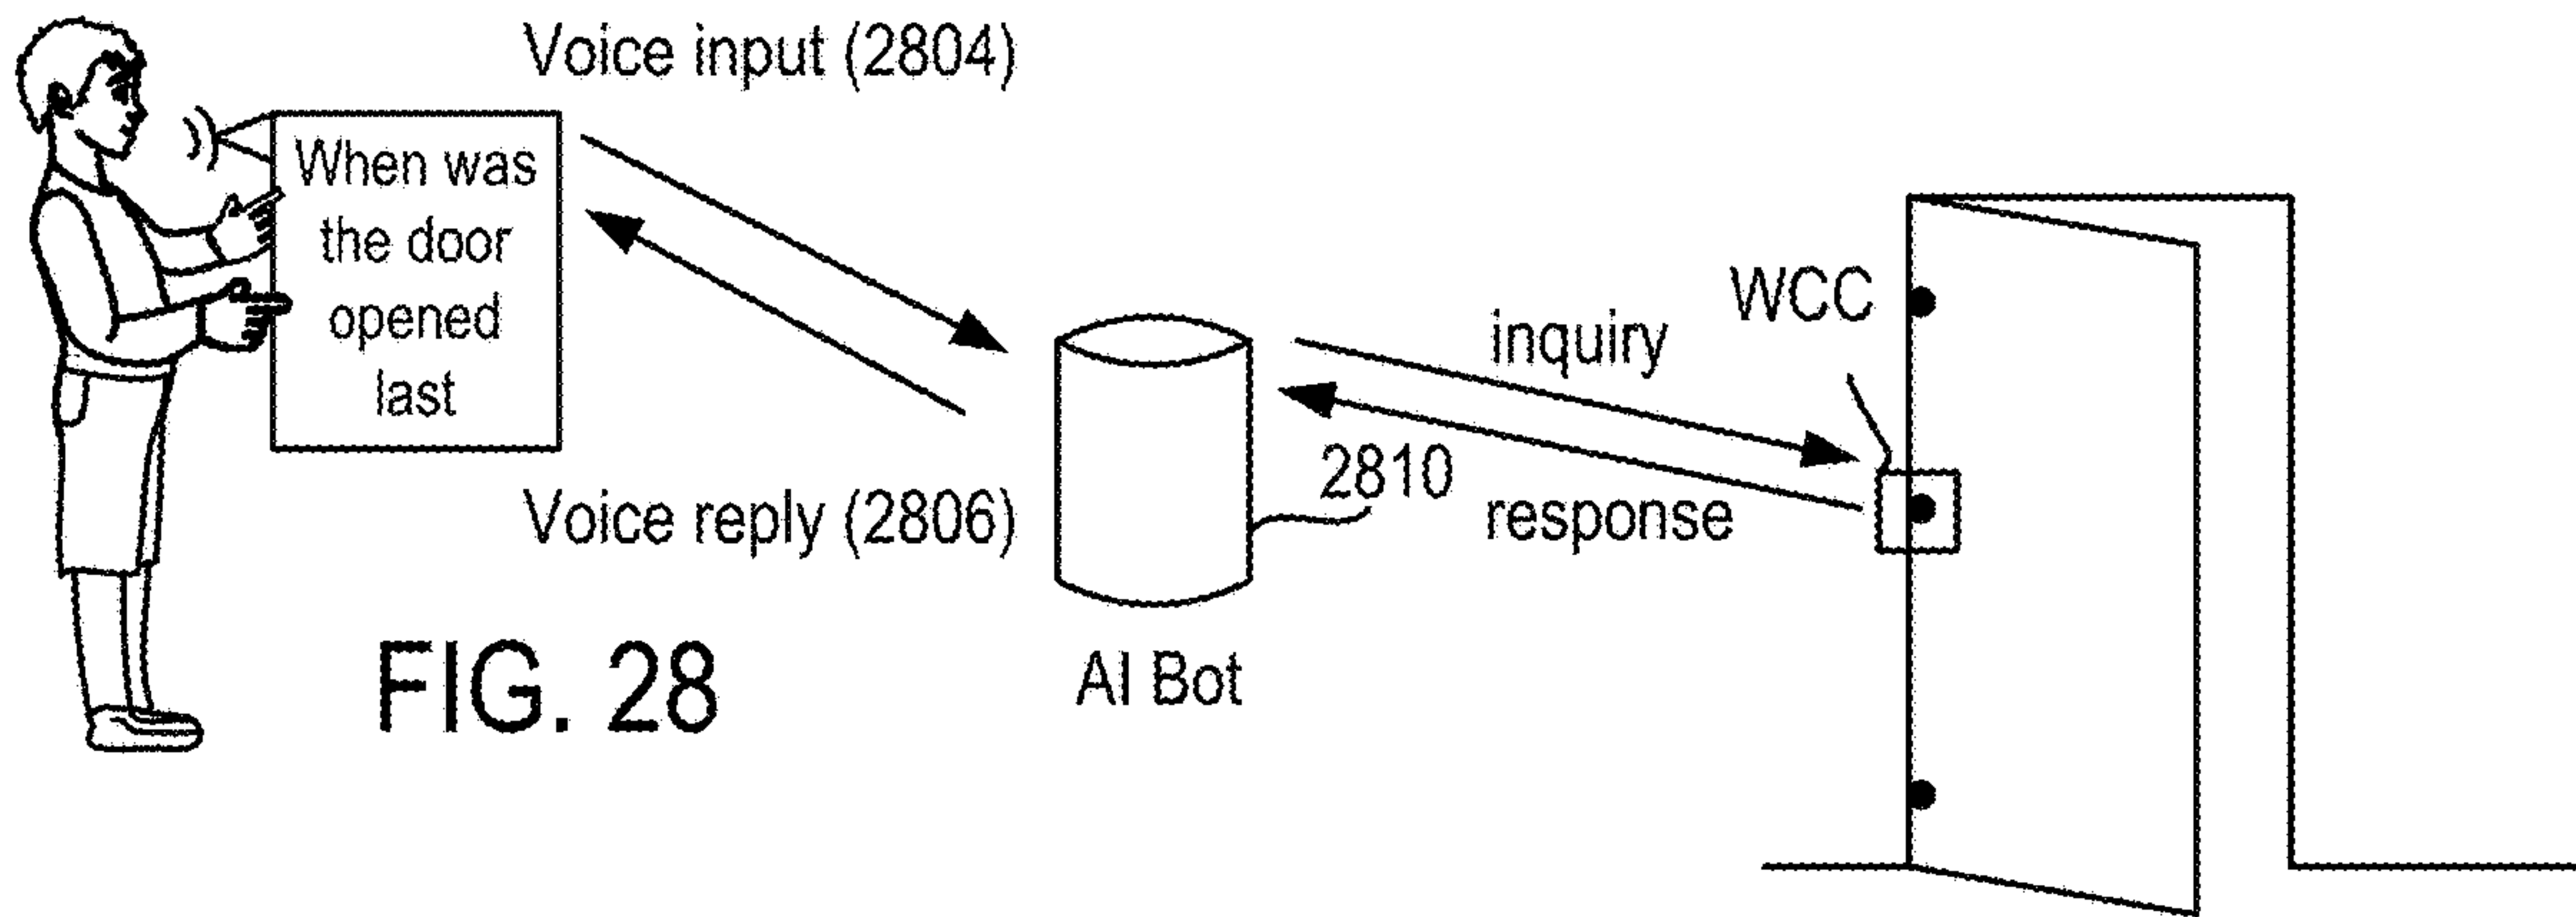 Voice input (2804)
When was
the door
opened
last
Voice reply (2806)
AI Bot
inquiry
2810
response
WCC
FIG. 28